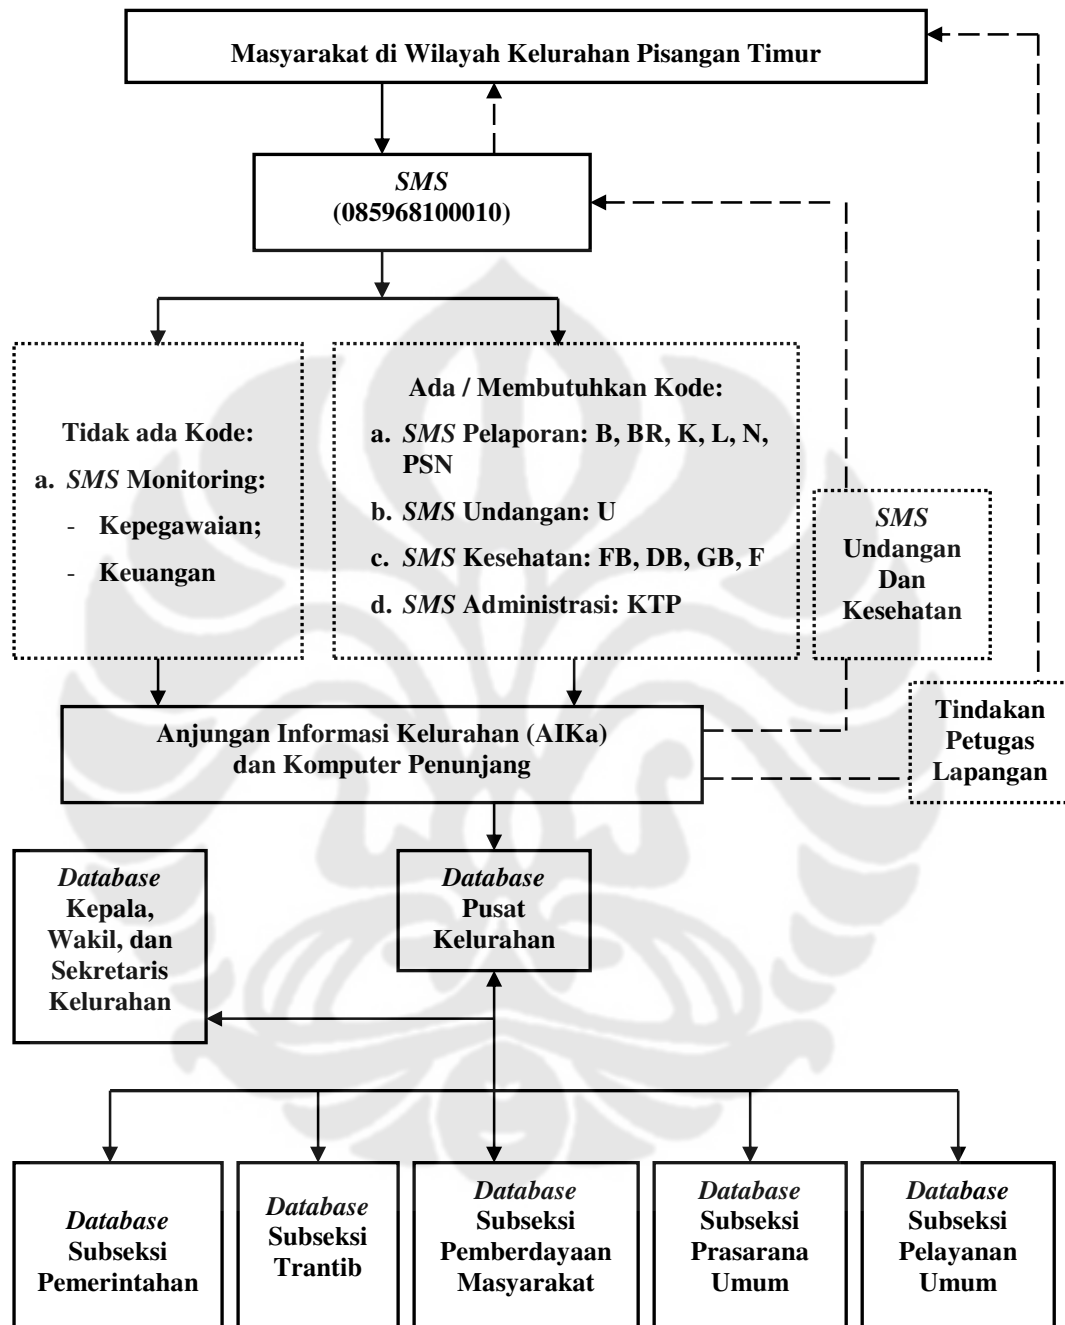 Masyarakat di Wilayah Kelurahan Pisangan Timur
SMS
(085968100010)
Tidak ada Kode:
a. SMS Monitoring:
- Kepegawaian;
- Keuangan
Ada / Membutuhkan Kode:
a. SMS Pelaporan: B, BR, K, L, N,
PSN
b. SMS Undangan: U
c. SMS Kesehatan: FB, DB, GB, F
d. SMS Administrasi: KTP
SMS
Undangan
Dan
Kesehatan
Tindakan
Petugas
Lapangan
Anjungan Informasi Kelurahan (AIKa)
dan Komputer Penunjang
Database
Kepala,
Wakil, dan
Sekretaris
Kelurahan
Database
Pusat
Kelurahan
Database
Subseksi
Pemerintahan
Database
Subseksi
Trantib
Database
Subseksi
Pemberdayaan
Masyarakat
Database
Subseksi
Prasarana
Umum
Database
Subseksi
Pelayanan
Umum